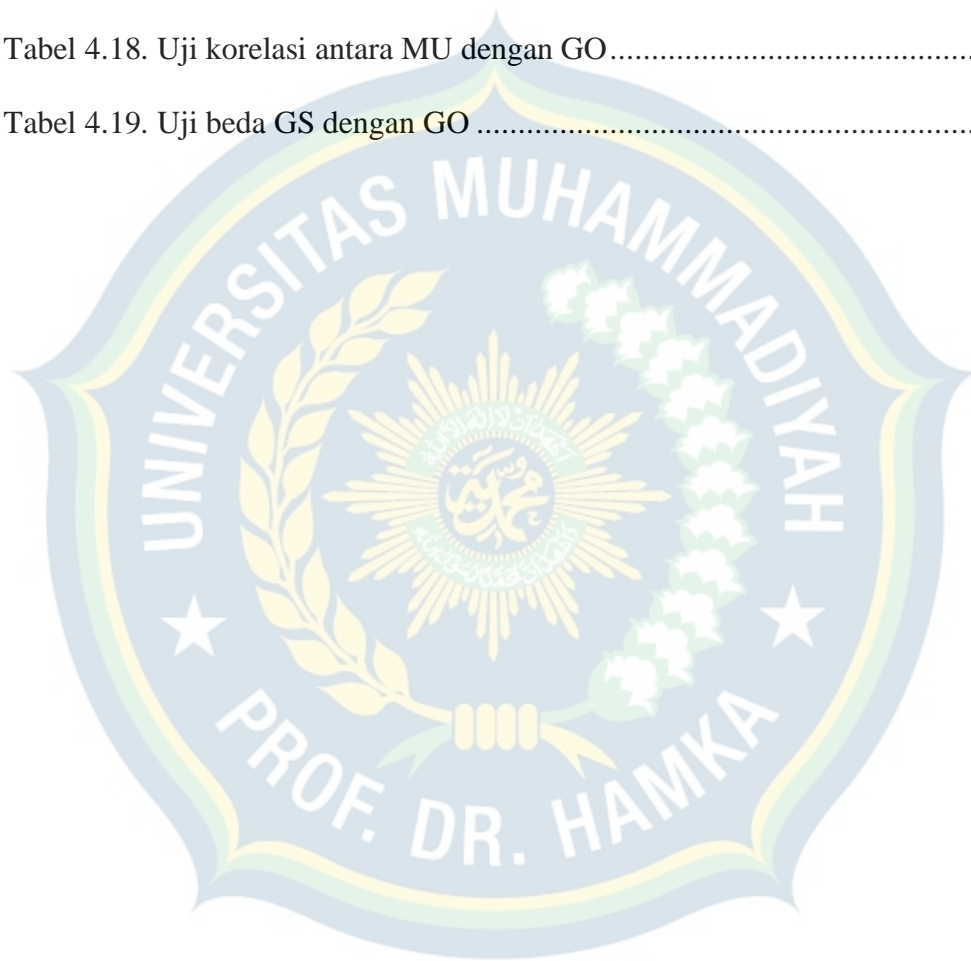 Tabel 4.18. Uji korelasi antara MU dengan GO............................................
Tabel 4.19. Uji beda GS dengan GO ............................................................
UNIVERSITAS MUHAMMADIYAH
محمدية
PROF. DR. HAMKA